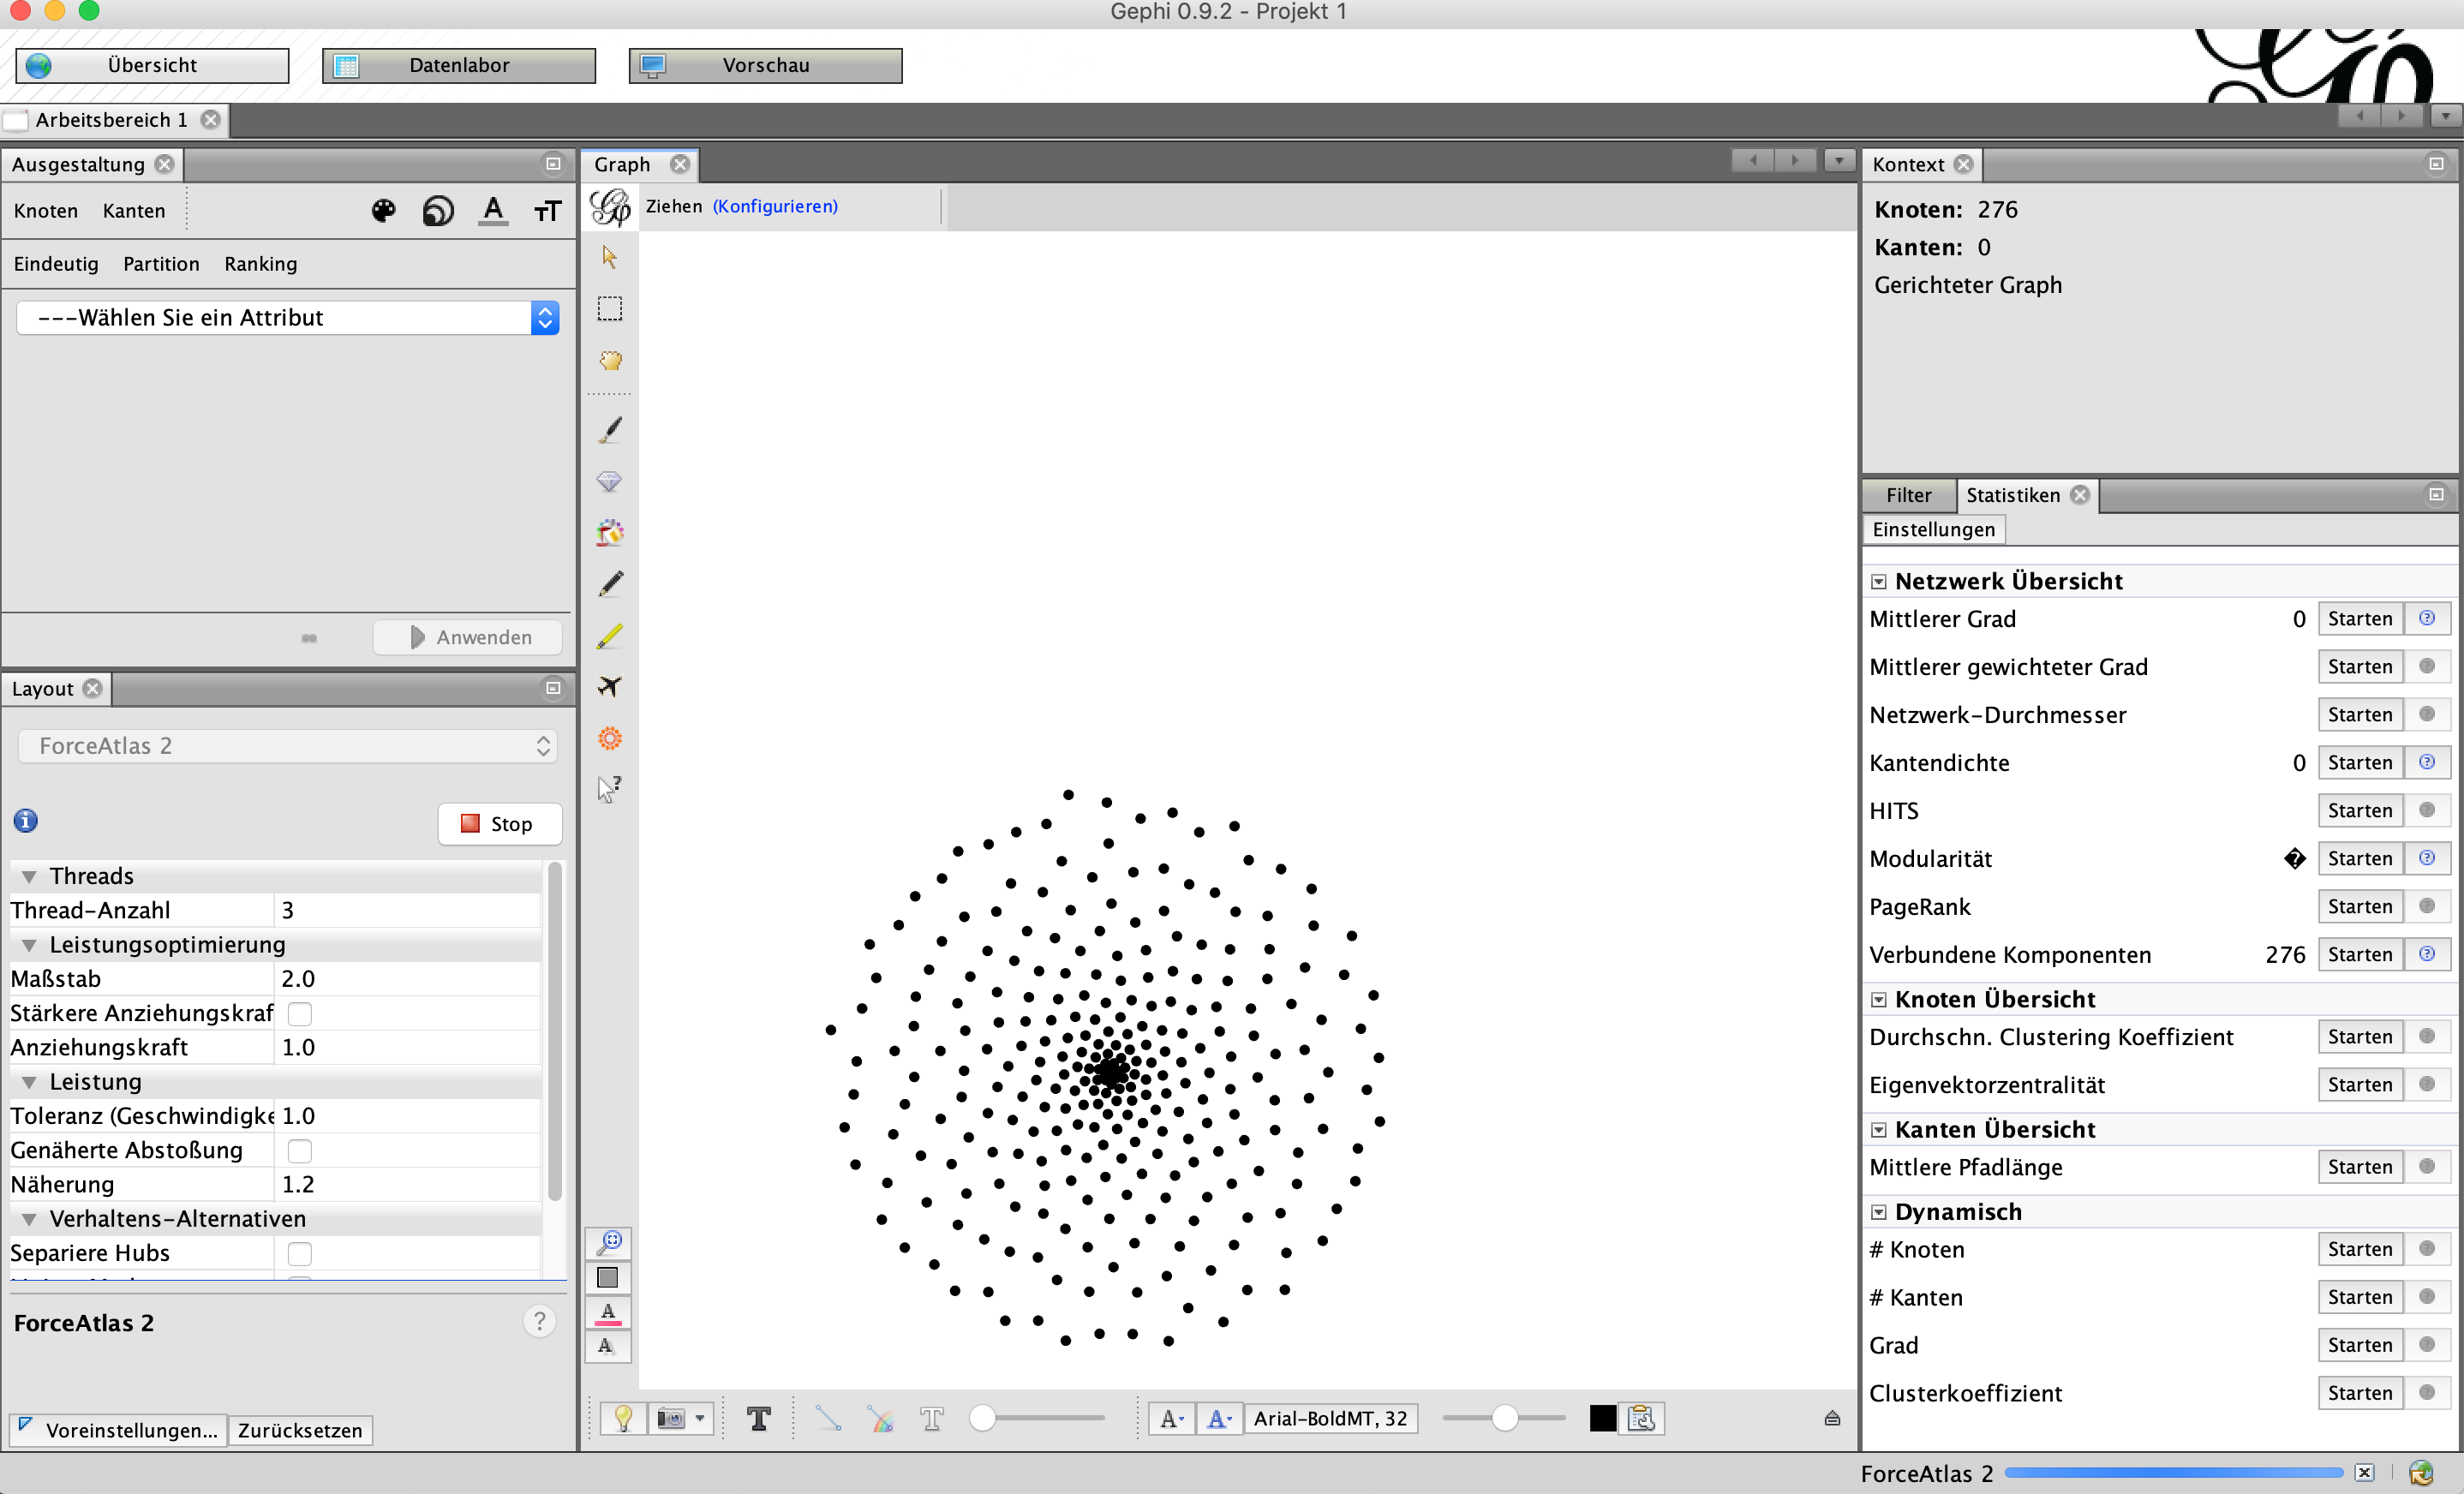 Gephi 0.9.2 - Projekt 1
Übersicht
Datenlabor
Vorschau
Arbeitsbereich 1
Ausgestaltung
Knoten Kanten
Eindeutig Partition Ranking
---Wählen Sie ein Attribut
Anwenden
Layout
ForceAtlas 2
Stop
Threads
Thread-Anzahl 3
Leistungsoptimierung
Maßstab 2.0
Stärkere Anziehungskraf
Anziehungskraft 1.0
Leistung
Toleranz (Geschwindigke 1.0
Genäherte Abstoßung
Näherung 1.2
Verhaltens-Alternativen
Separiere Hubs
ForceAtlas 2
Voreinstellungen... Zurücksetzen
Graph
Ziehen (Konfigurieren)
Arial-BoldMT, 32
Kontext
Knoten: 276
Kanten: 0
Gerichteter Graph
Filter Statistiken
Einstellungen
Netzwerk Übersicht
Mittlerer Grad 0 Starten
Mittlerer gewichteter Grad Starten
Netzwerk-Durchmesser Starten
Kantendichte 0 Starten
HITS Starten
Modularität � Starten
PageRank Starten
Verbundene Komponenten 276 Starten
Knoten Übersicht
Durchschn. Clustering Koeffizient Starten
Eigenvektorzentralität Starten
Kanten Übersicht
Mittlere Pfadlänge Starten
Dynamisch
# Knoten Starten
# Kanten Starten
Grad Starten
Clusterkoeffizient Starten
ForceAtlas 2